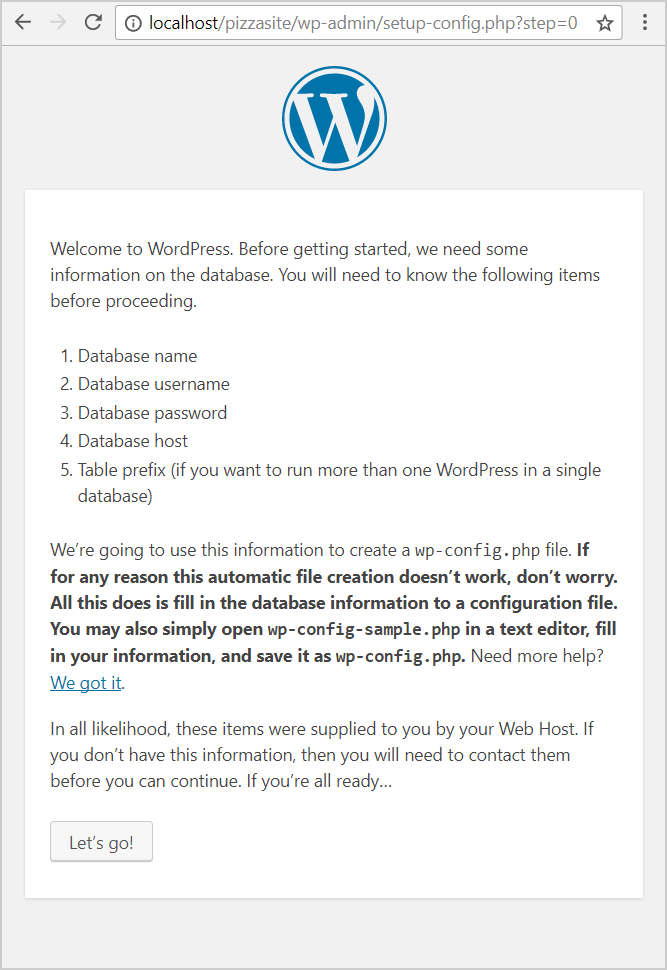 localhost/pizzasite/wp-admin/setup-config.php?step=0
Welcome to WordPress. Before getting started, we need some
information on the database. You will need to know the following items
before proceeding.
1. Database name
2. Database username
3. Database password
4. Database host
5. Table prefix (if you want to run more than one WordPress in a single
database)
We’re going to use this information to create a wp-config.php file. If
for any reason this automatic file creation doesn’t work, don’t worry.
All this does is fill in the database information to a configuration file.
You may also simply open wp-config-sample.php in a text editor, fill
in your information, and save it as wp-config.php. Need more help?
We got it.
In all likelihood, these items were supplied to you by your Web Host. If
you don’t have this information, then you will need to contact them
before you can continue. If you’re all ready…
Let’s go!